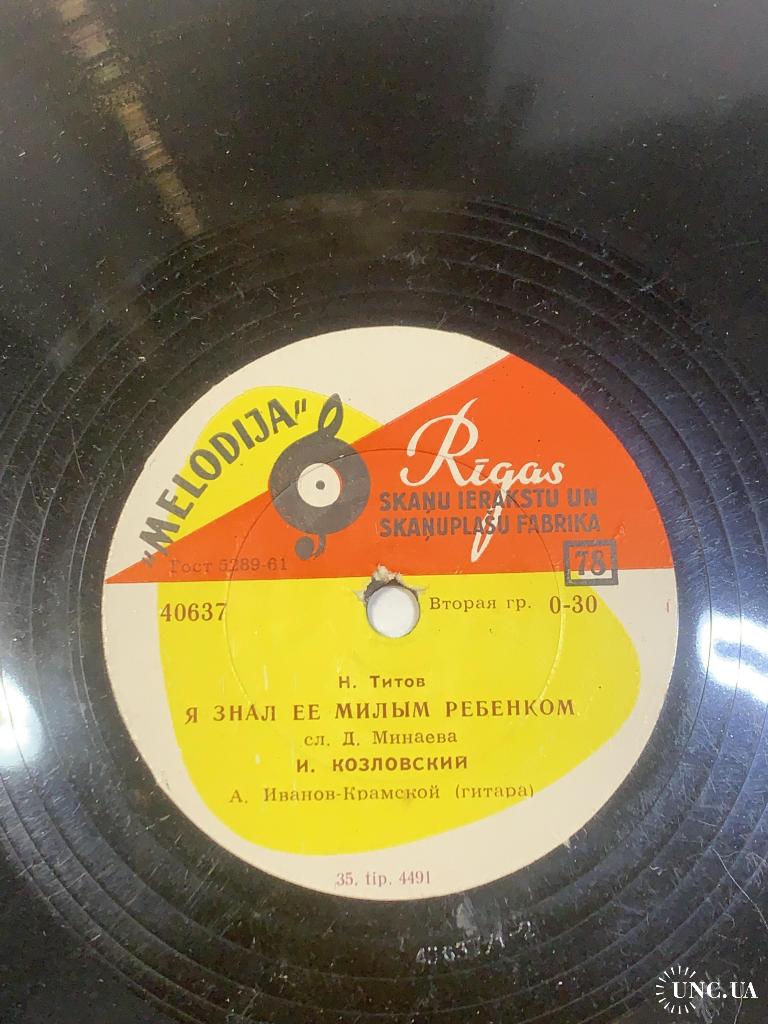 „MELODIJA"
Rīgas
SKAŅU IERAKSTU UN
SKAŅUPLAŠU FABRIKA
Гост 5289-61
78
40637
Вторая гр. 0-30
Н. Титов
Я ЗНАЛ ЕЕ МИЛЫМ РЕБЕНКОМ
сл. Д. Минаева
И. КОЗЛОВСКИЙ
А. Иванов-Крамской (гитара)
35. tip. 4491
UNC.UA